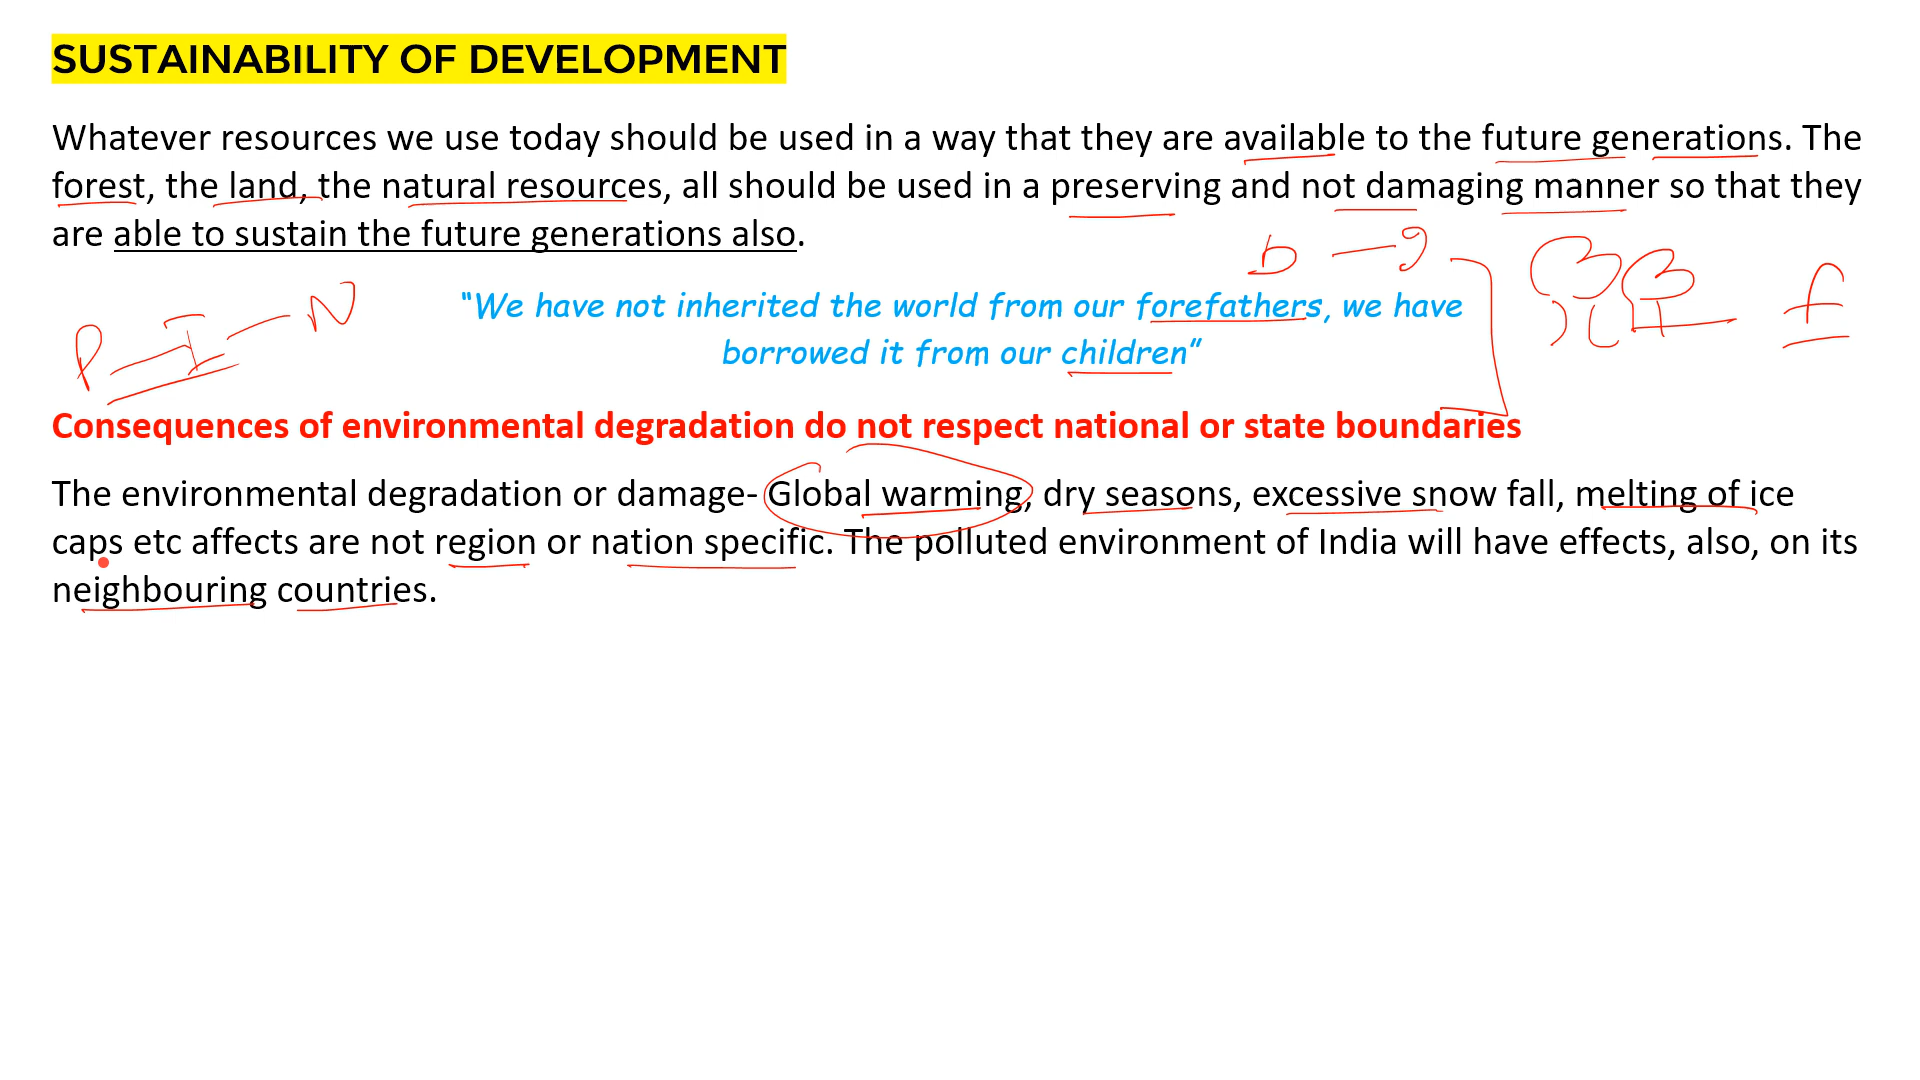 SUSTAINABILITY OF DEVELOPMENT
Whatever resources we use today should be used in a way that they are available to the future generations. The
forest, the land, the natural resources, all should be used in a preserving and not damaging manner so that they
are able to sustain the future generations also.
b - g
P - I - N
f
“We have not inherited the world from our forefathers, we have
borrowed it from our children”
Consequences of environmental degradation do not respect national or state boundaries
The environmental degradation or damage- Global warming, dry seasons, excessive snow fall, melting of ice
caps etc affects are not region or nation specific. The polluted environment of India will have effects, also, on its
neighbouring countries.